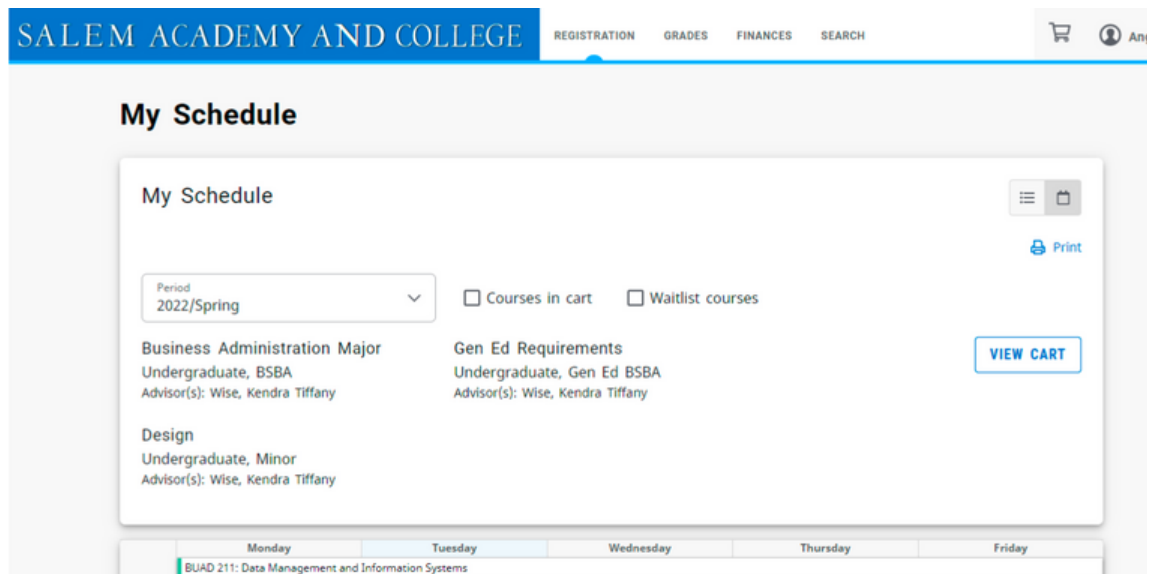 SALEM ACADEMY AND COLLEGE REGISTRATION GRADES FINANCES SEARCH
My Schedule
My Schedule
Print
Period
2022/Spring
Courses in cart Waitlist courses
Business Administration Major
Undergraduate, BSBA
Advisor(s): Wise, Kendra Tiffany
Gen Ed Requirements
Undergraduate, Gen Ed BSBA
Advisor(s): Wise, Kendra Tiffany
VIEW CART
Design
Undergraduate, Minor
Advisor(s): Wise, Kendra Tiffany
Monday Tuesday Wednesday Thursday Friday
BUAD 211: Data Management and Information Systems